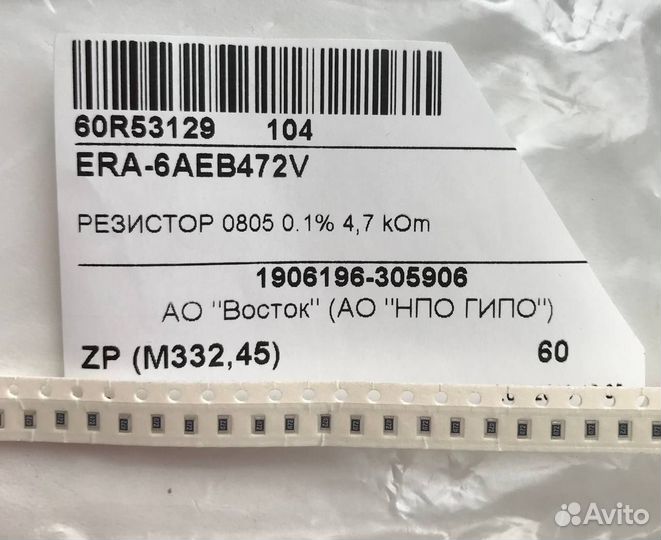 60R53129 104
ERA-6AEB472V
РЕЗИСТОР 0805 0.1% 4,7 kOm
1906196-305906
АО "Восток" (АО "НПО ГИПО")
ZP (M332,45) 60
Avito